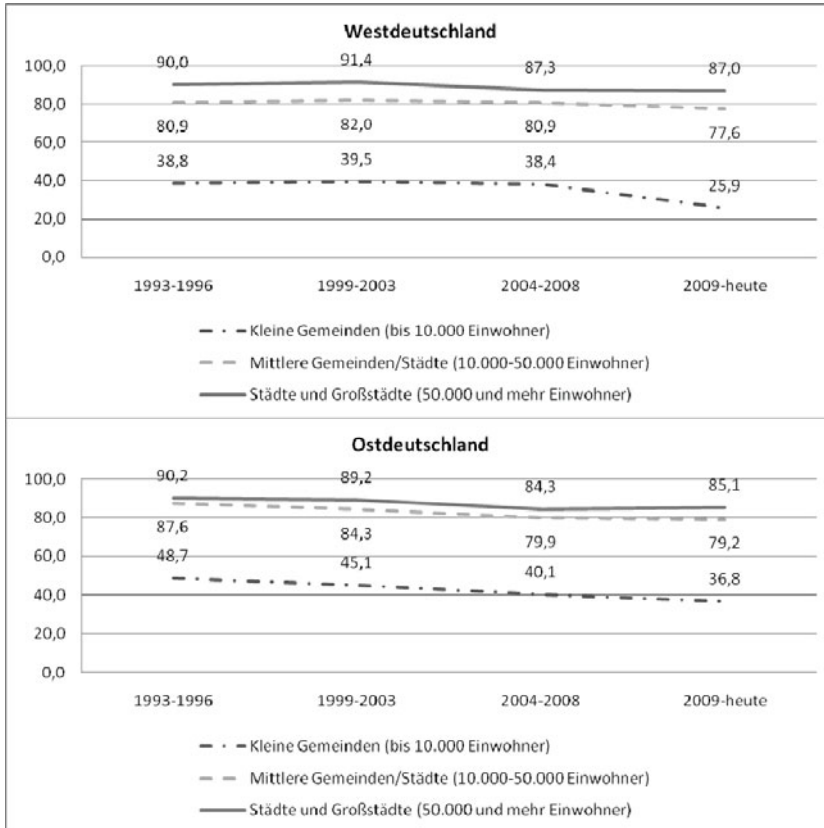 Westdeutschland
90,0 91,4 87,3 87,0
100,0
80,0
80,9 82,0 80,9 77,6
60,0
38,8 39,5 38,4 25,9
40,0
20,0
0,0
1993-1996 1999-2003 2004-2008 2009-heute
Kleine Gemeinden (bis 10.000 Einwohner)
Mittlere Gemeinden/Städte (10.000-50.000 Einwohner)
Städte und Großstädte (50.000 und mehr Einwohner)
Ostdeutschland
90,2 89,2 84,3 85,1
100,0
80,0
87,6 84,3 79,9 79,2
60,0
48,7 45,1 40,1 36,8
40,0
20,0
0,0
1993-1996 1999-2003 2004-2008 2009-heute
Kleine Gemeinden (bis 10.000 Einwohner)
Mittlere Gemeinden/Städte (10.000-50.000 Einwohner)
Städte und Großstädte (50.000 und mehr Einwohner)